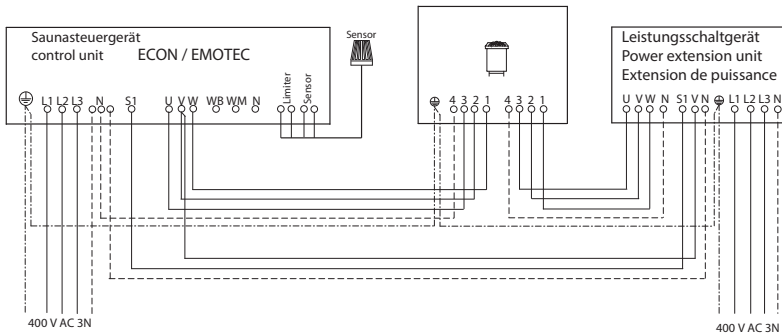 Saunasteuergerät
control unit ECON / EMOTEC
Sensor
Leistungsschaltgerät
Power extension unit
Extension de puissance
L1 L2 L3 N S1 U V W WB WM N Limiter Sensor
4 3 2 1 4 3 2 1
U V W N S1 V N L1 L2 L3 N
400 V AC 3N
400 V AC 3N